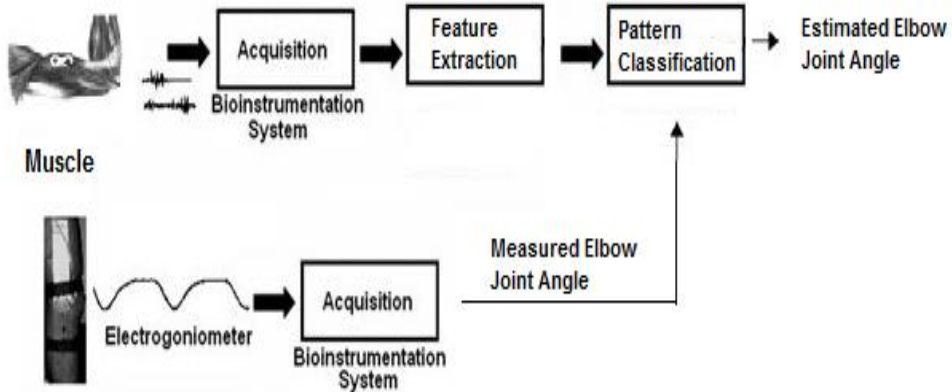 Acquisition
Bioinstrumentation
System
Feature
Extraction
Pattern
Classification
Estimated Elbow
Joint Angle
Muscle
Measured Elbow
Joint Angle
Electrogoniometer
Acquisition
Bioinstrumentation
System